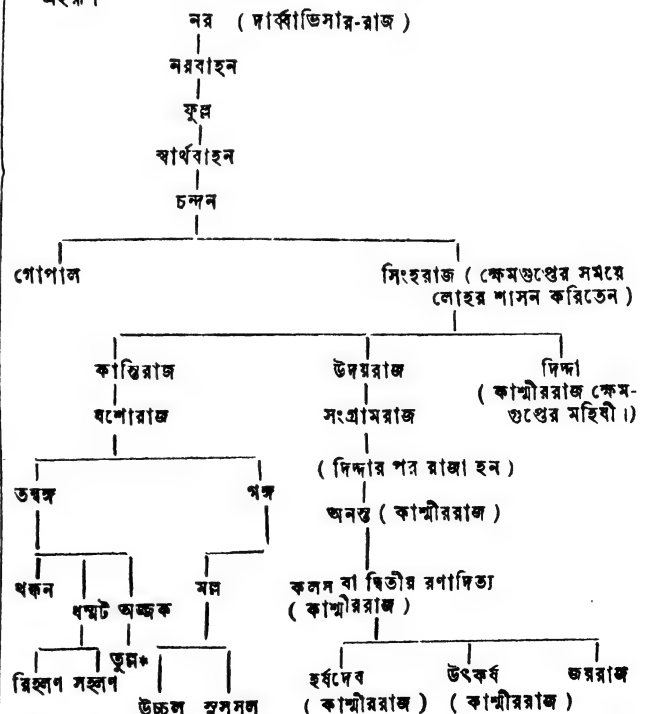 নর ( দার্ব্বাভিসার-রাজ )
নরবাহন
ফুল্ল
স্বার্থবাহন
চন্দন
গোপাল
সিংহরাজ ( ক্ষেমগুপ্তের সময়ে
লোহর শাসন করিতেন )
কান্তিরাজ উদয়রাজ দিদ্দা
( কাশ্মীররাজ ক্ষেম-
যশোরাজ সংগ্রামরাজ গুপ্তের মহিষী।)
( দিদ্দার পর রাজা হন )
তন্বঙ্গ গঙ্গ
অনন্ত ( কাশ্মীররাজ )
থক্কন মল্ল কলস বা দ্বিতীয় রণাদিত্য
ধম্মট অজ্জক ( কাশ্মীররাজ )
তুল্ল*
রিহ্লণ সহ্লণ হর্ষদেব উৎকর্ষ জয়রাজ
উচ্চল সুসসল ( কাশ্মীররাজ ) ( কাশ্মীররাজ )